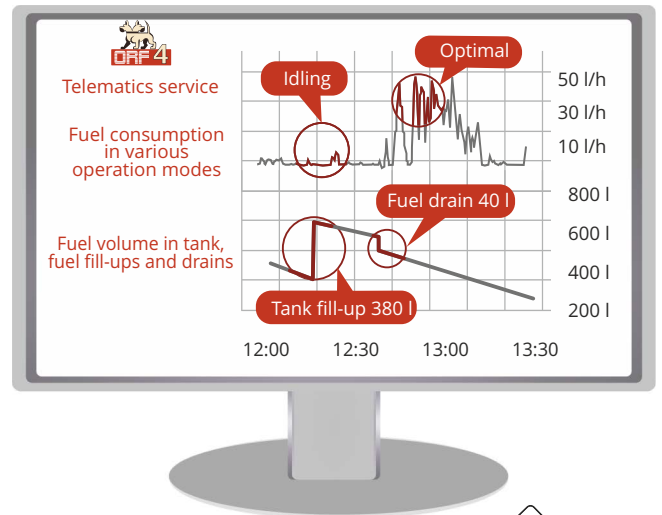 ORF 4
Telematics service
Fuel consumption
in various
operation modes
Fuel volume in tank,
fuel fill-ups and drains
Idling
Optimal
50 l/h
30 l/h
10 l/h
Fuel drain 40 l
Tank fill-up 380 l
800 l
600 l
400 l
200 l
12:00 12:30 13:00 13:30